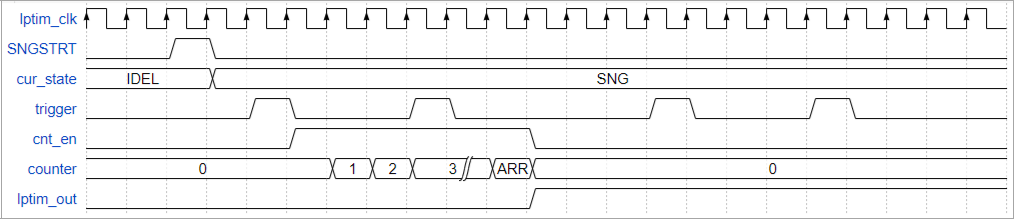 lptim_clk
SNGSTRT
cur_state IDEL SNG
trigger
cnt_en
counter 0 1 2 3 ARR 0
lptim_out